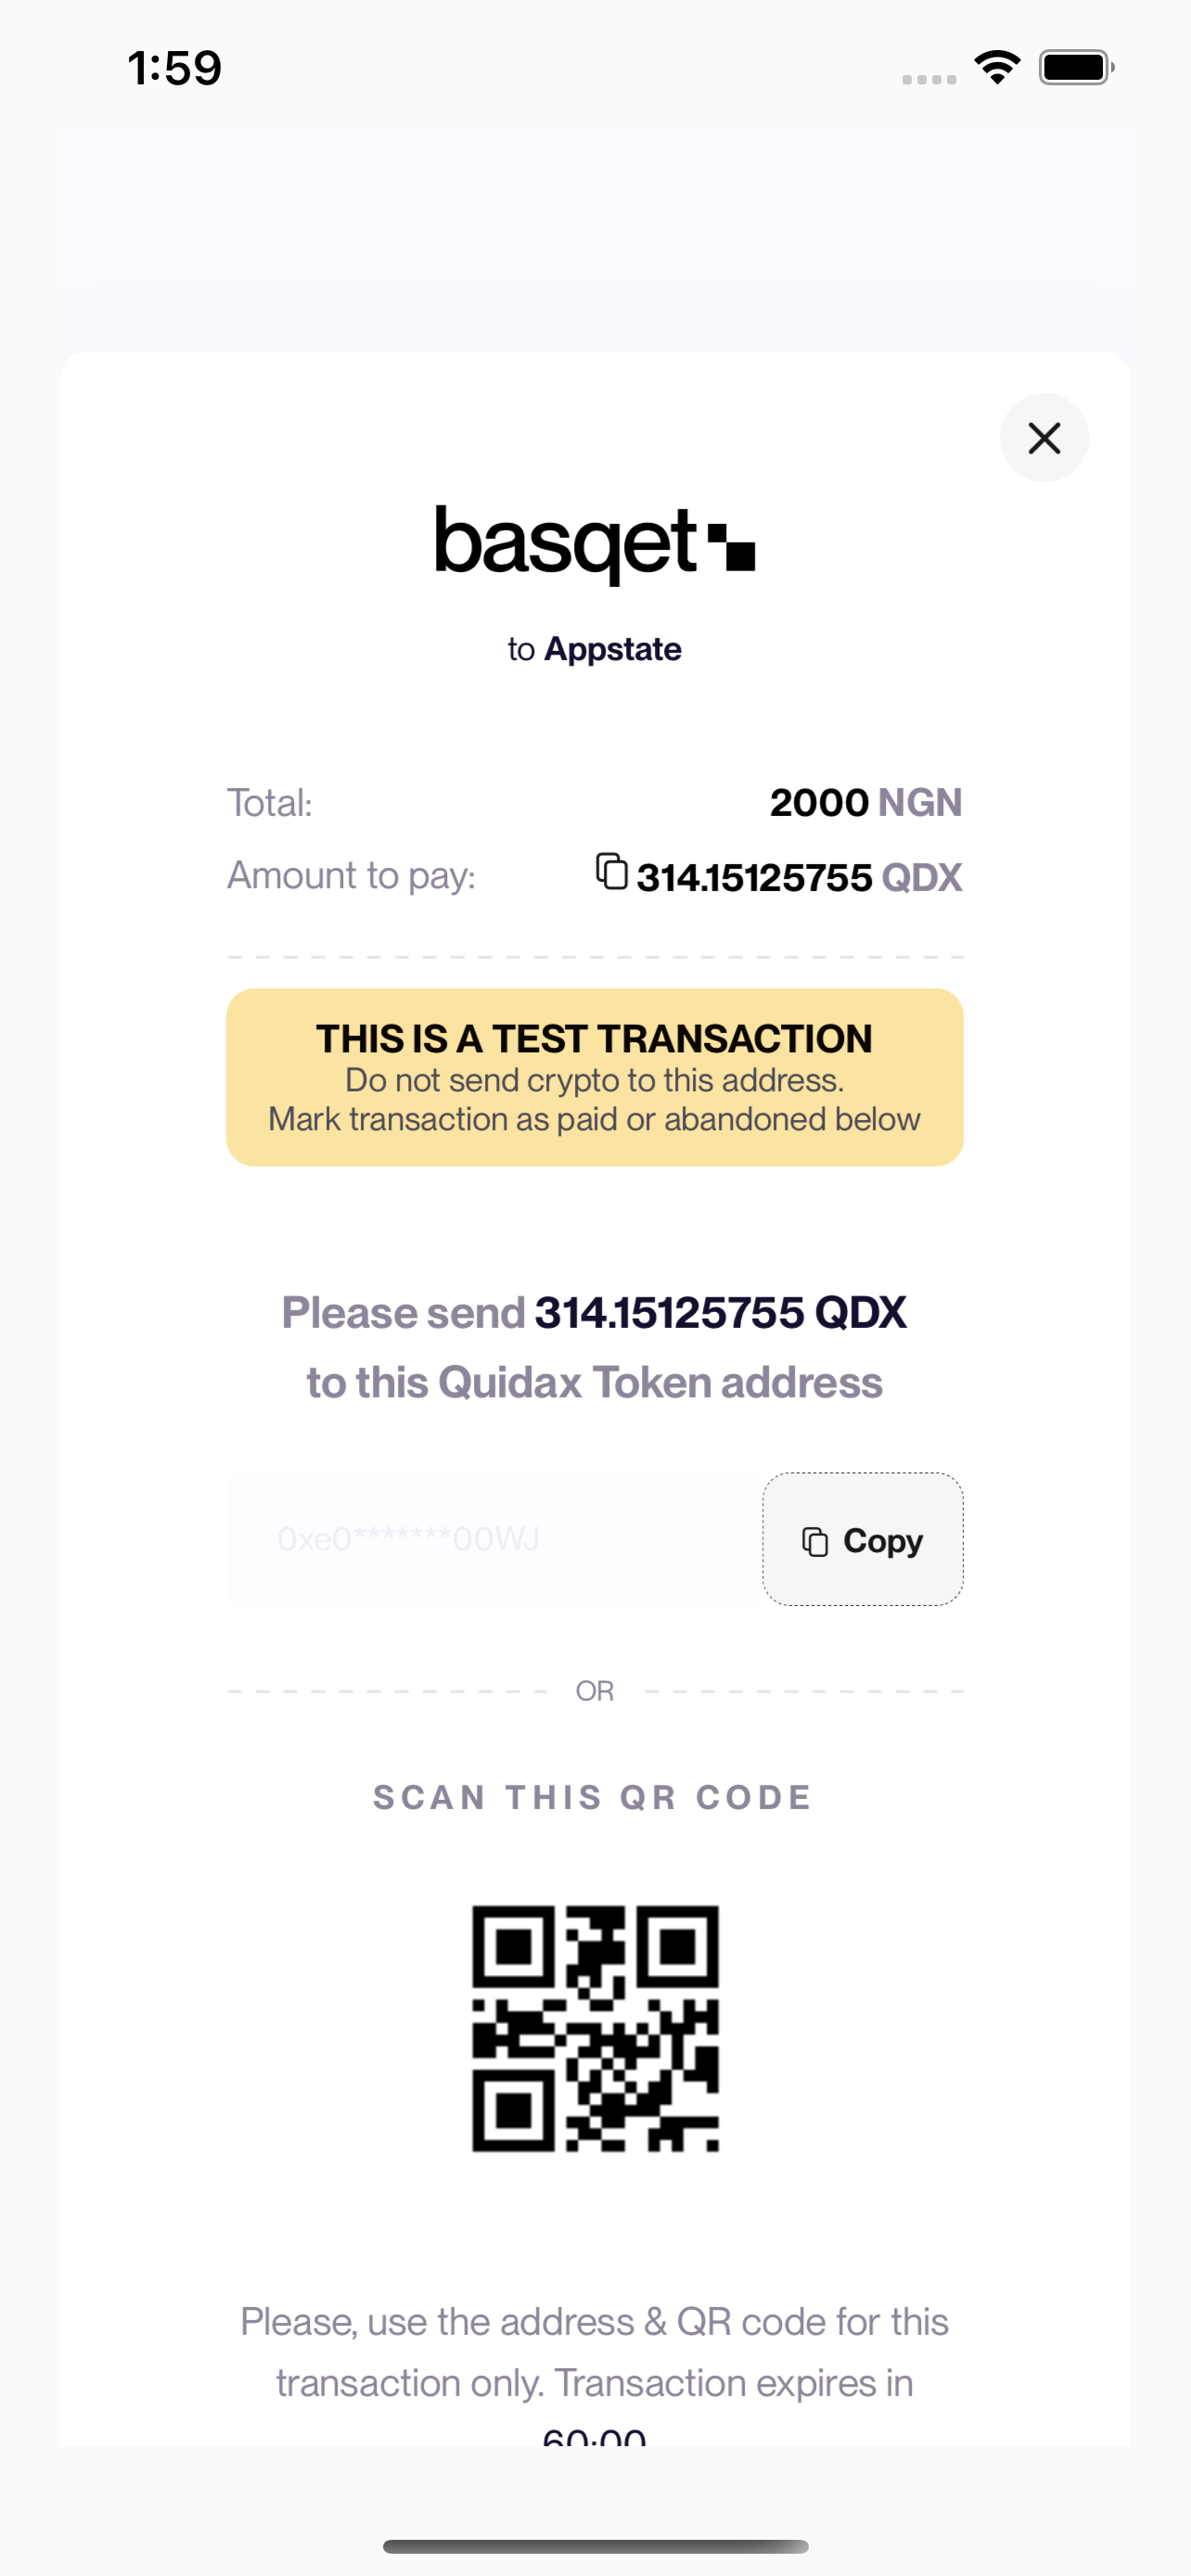 1:59
basqet
to Appstate
Total: 2000 NGN
Amount to pay: 314.15125755 QDX
THIS IS A TEST TRANSACTION
Do not send crypto to this address.
Mark transaction as paid or abandoned below
Please send 314.15125755 QDX
to this Quidax Token address
0xe0*******00WJ
Copy
OR
SCAN THIS QR CODE
Please, use the address & QR code for this
transaction only. Transaction expires in
60:00